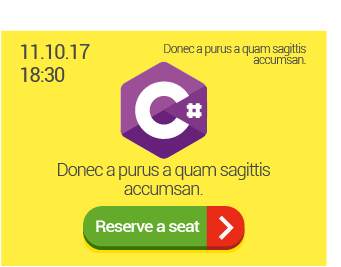 11.10.17
18:30
Donec a purus a quam sagittis
accumsan.
C#
Donec a purus a quam sagittis
accumsan.
Reserve a seat